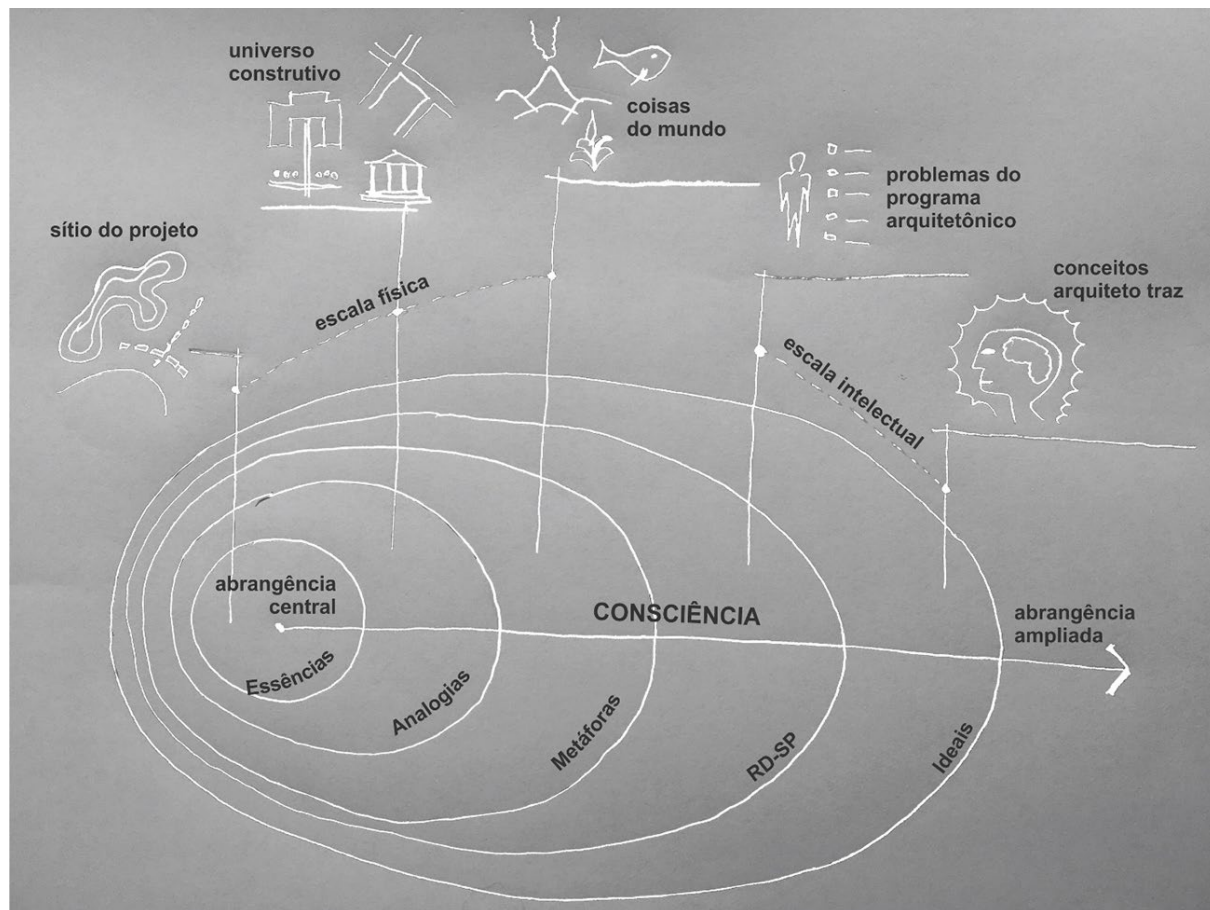 universo
construtivo
coisas
do mundo
problemas do
programa
arquitetônico
sítio do projeto
conceitos
arquiteto traz
escala física
escala intelectual
abrangência
central
CONSCIÊNCIA
abrangência
ampliada
Essências
Analogias
Metáforas
RD-SP
Ideais